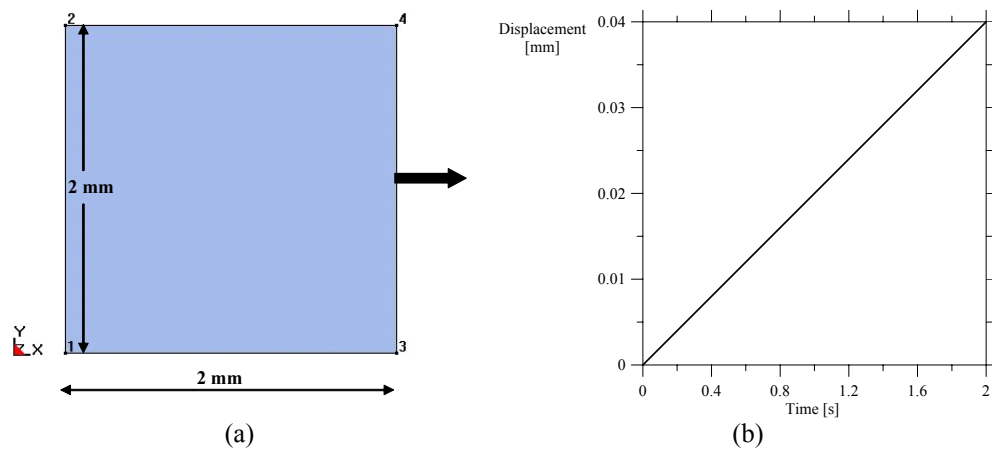 2
4
2 mm
Y
Z X
1
3
2 mm
(a)
Displacement
[mm]
0.04
0.03
0.02
0.01
0
0 0.4 0.8 1.2 1.6 2
Time [s]
(b)